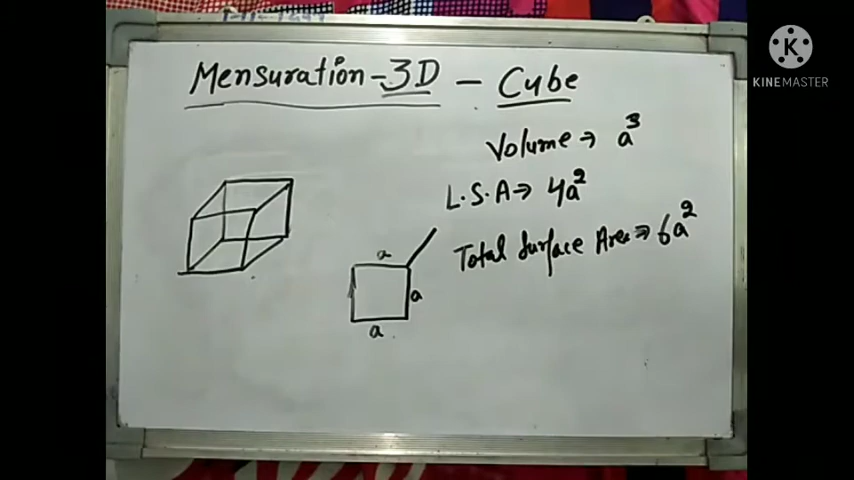 Mensuration-3D - Cube
Volume ⇒ a³
L.S.A ⇒ 4a²
Total Surface Area ⇒ 6a²
a
a
a
K
KINEMASTER